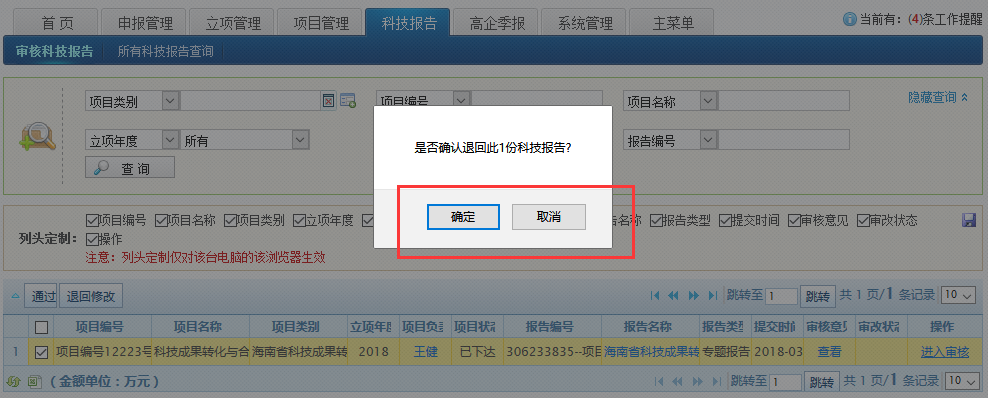 首 页 申报管理 立项管理 项目管理 科技报告 高企季报 系统管理 主菜单 当前有：(4)条工作提醒
审核科技报告 所有科技报告查询
项目类别 项目编号 项目名称 隐藏查询
立项年度 所有 报告编号
查 询
是否确认退回此1份科技报告?
确定 取消
列头定制： 项目编号 项目名称 项目类别 立项年度 告名称 报告类型 提交时间 审核意见 审改状态
操作
注意：列头定制仅对该台电脑的该浏览器生效
通过 退回修改 跳转至 1 跳转 共 1 页/1 条记录 10
项目编号 项目名称 项目类别 立项年度 项目负责 项目状态 报告编号 报告名称 报告类型 提交时间 审核意见 审改状态 操作
1 项目编号12223号 科技成果转化与合 海南省科技成果转 2018 王健 已下达 306233835--项目 海南省科技成果转 专题报告 2018-03 查看 进入审核
（金额单位：万元） 跳转至 1 跳转 共 1 页/1 条记录 10